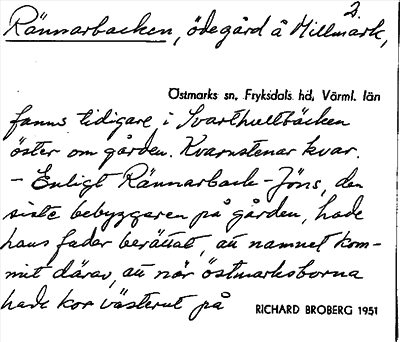 2.
Rännarbacken, ödegård å Millmark,
Östmarks sn, Fryksdals hd, Värml. län
fanns tidigare i Svarthultbäcken
öster om gården. Kvarnstenar kvar.
– Enligt Rännarback-Jöns, den
siste bebyggaren på gården, hade
hans fader berättat, att namnet kom-
mit därav, att när östmarksborna
hade kor västerut på
RICHARD BROBERG 1951